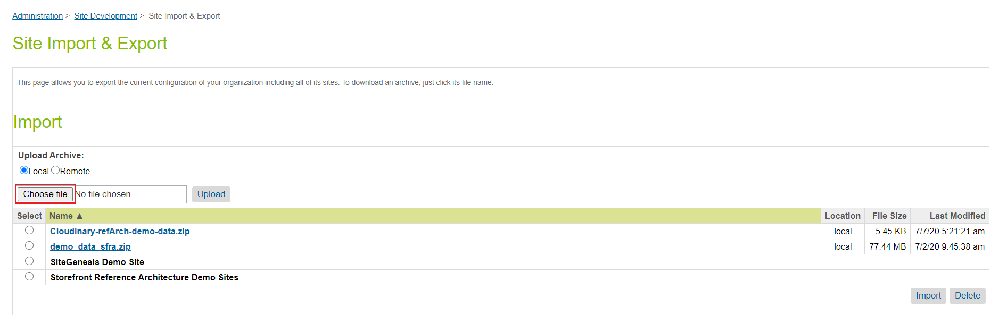 Administration > Site Development > Site Import & Export
Site Import & Export
This page allows you to export the current configuration of your organization including all of its sites. To download an archive, just click its file name.
Import
Upload Archive:
Local Remote
Choose file No file chosen Upload
Select Name ▲ Location File Size Last Modified
Cloudinary-refArch-demo-data.zip local 5.45 KB 7/7/20 5:21:21 am
demo_data_sfra.zip local 77.44 MB 7/2/20 9:45:38 am
SiteGenesis Demo Site
Storefront Reference Architecture Demo Sites
Import Delete